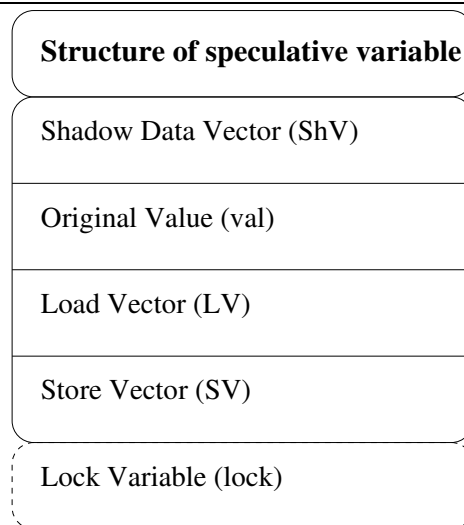 Structure of speculative variable
Shadow Data Vector (ShV)
Original Value (val)
Load Vector (LV)
Store Vector (SV)
Lock Variable (lock)